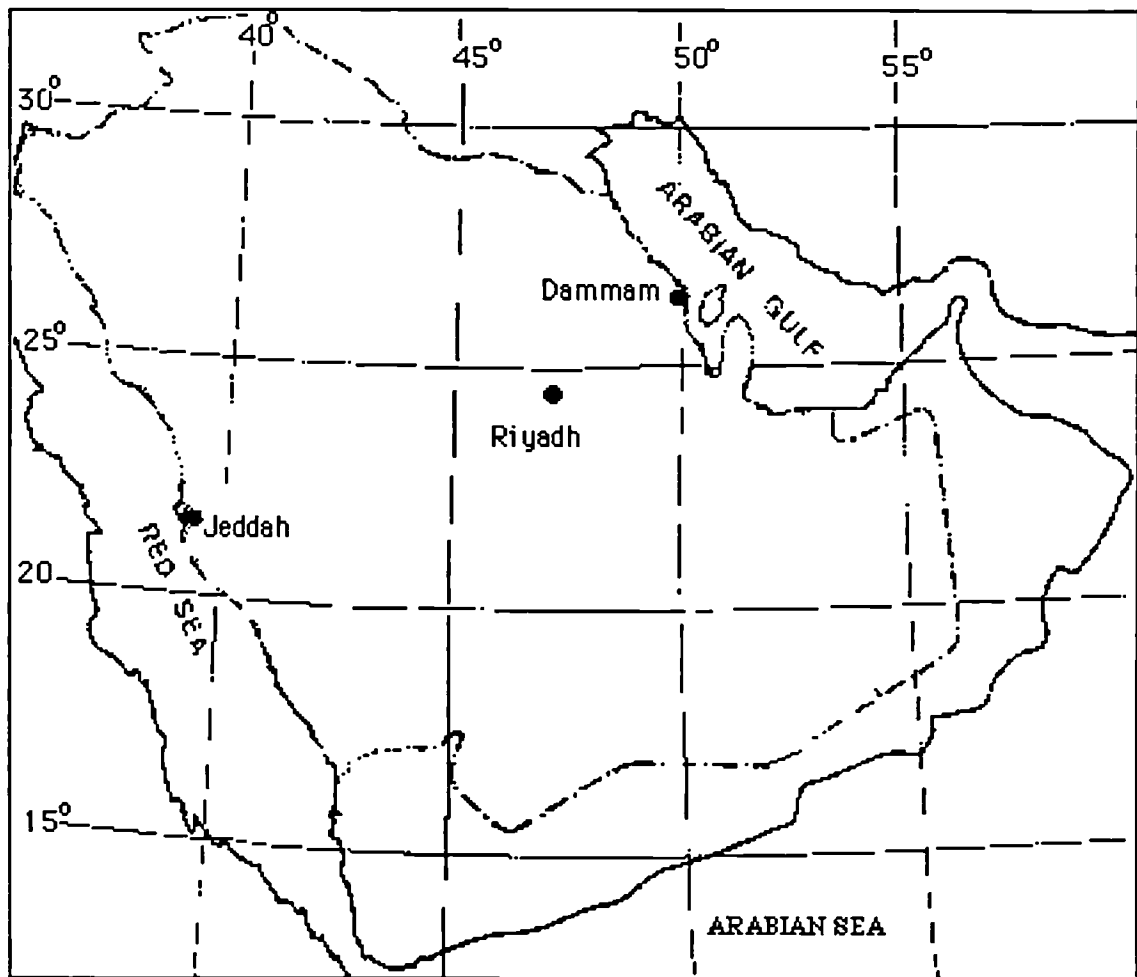 40°
45°
50°
55°
30°
ARABIAN GULF
Dammam
25°
Riyadh
Jeddah
RED SEA
20
15°
ARABIAN SEA